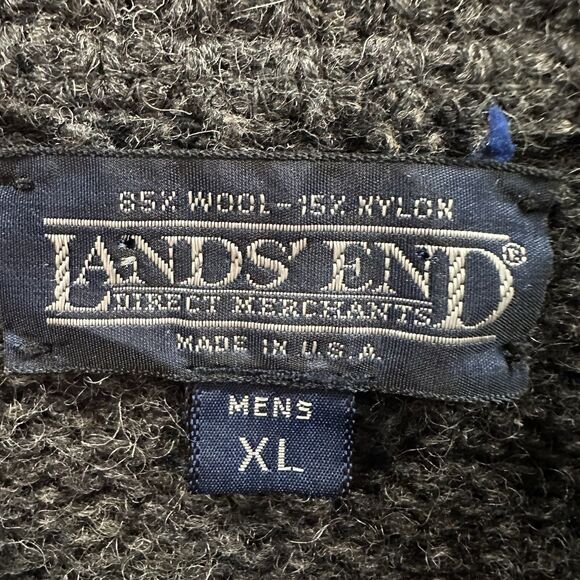 85% WOOL-15% NYLON
LANDS' END®
DIRECT MERCHANTS
MADE IN U.S.A.
MENS
XL